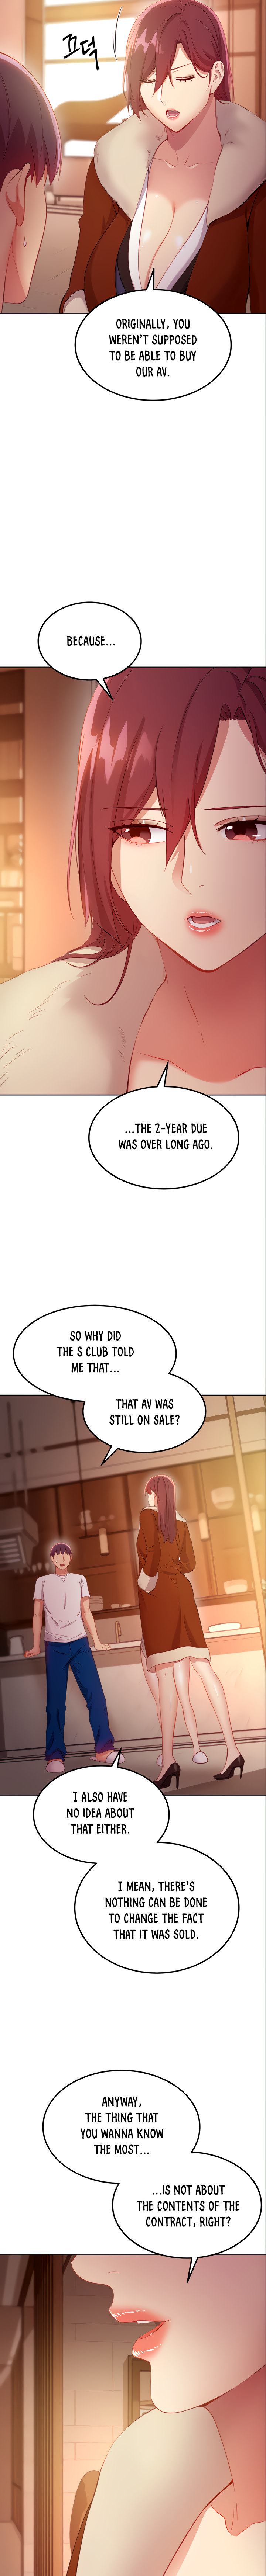 끄덕
ORIGINALLY, YOU
WEREN'T SUPPOSED
TO BE ABLE TO BUY
OUR AV.
BECAUSE...
...THE 2-YEAR DUE
WAS OVER LONG AGO.
SO WHY DID
THE S CLUB TOLD
ME THAT...
THAT AV WAS
STILL ON SALE?
I ALSO HAVE
NO IDEA ABOUT
THAT EITHER.
I MEAN, THERE'S
NOTHING CAN BE DONE
TO CHANGE THE FACT
THAT IT WAS SOLD.
ANYWAY,
THE THING THAT
YOU WANNA KNOW
THE MOST...
...IS NOT ABOUT
THE CONTENTS OF THE
CONTRACT, RIGHT?